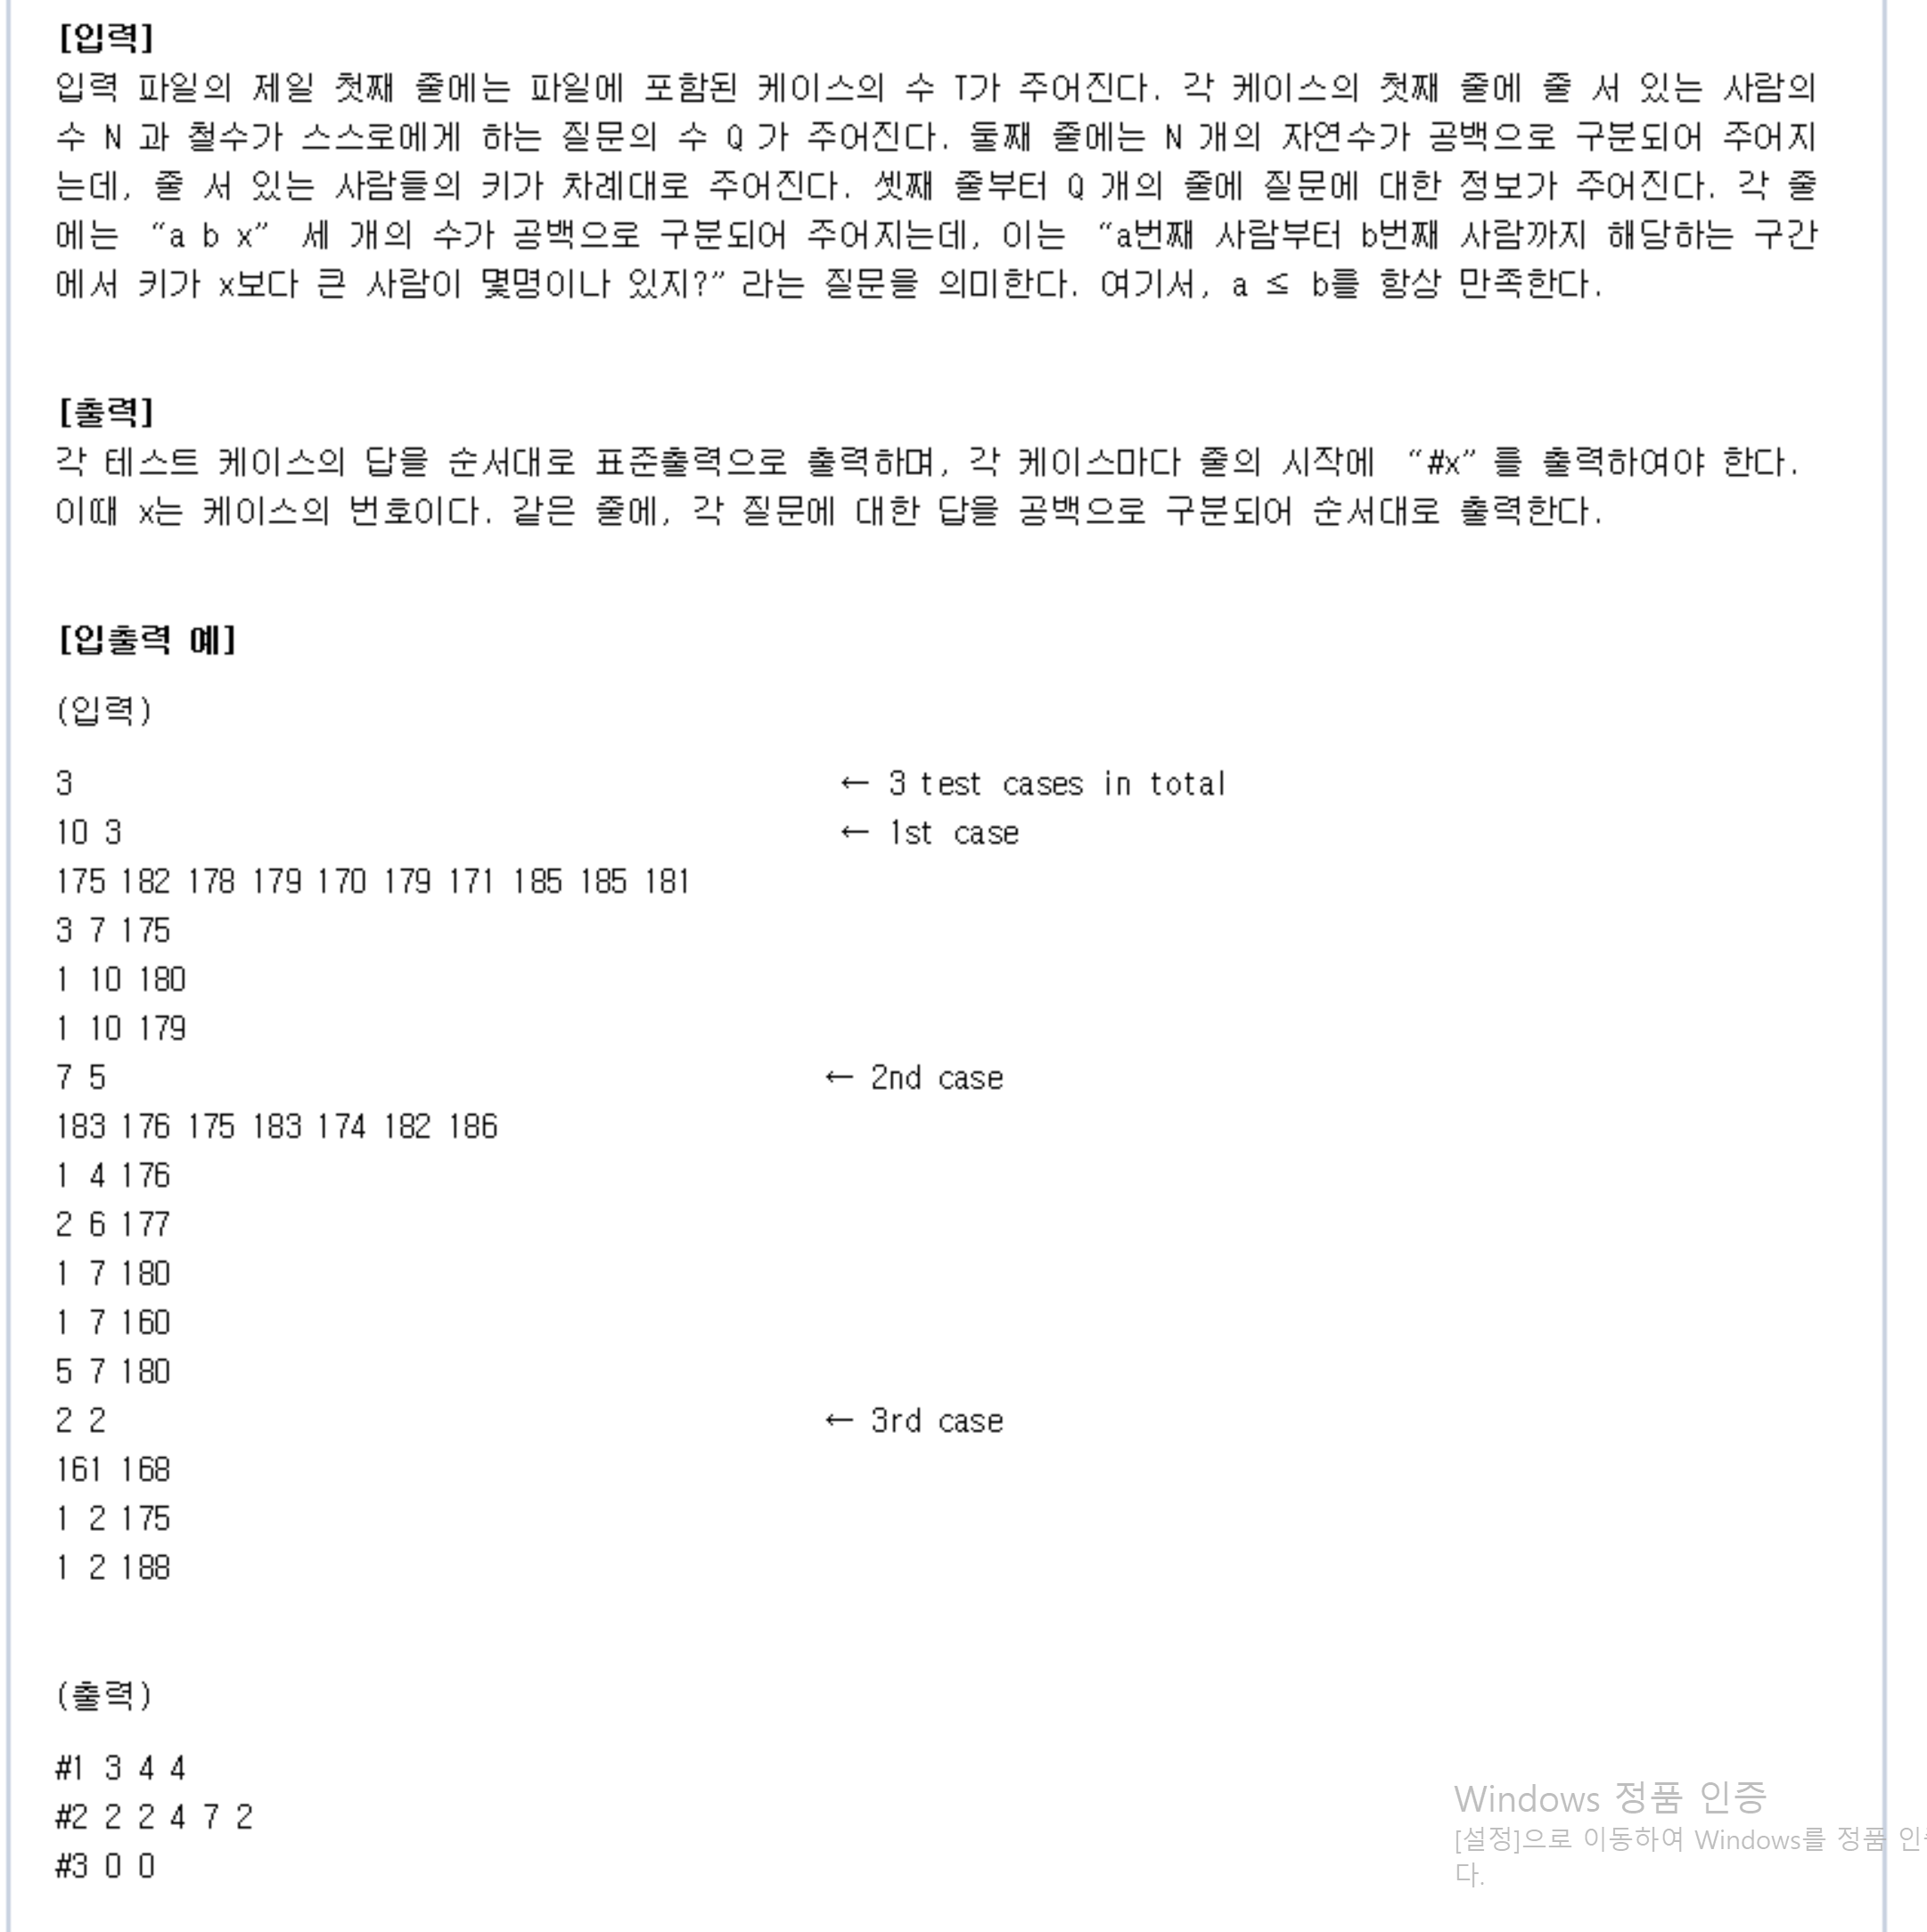 [입력]
입력 파일의 제일 첫째 줄에는 파일에 포함된 케이스의 수 T가 주어진다. 각 케이스의 첫째 줄에 줄 서 있는 사람의
수 N 과 철수가 스스로에게 하는 질문의 수 Q 가 주어진다. 둘째 줄에는 N 개의 자연수가 공백으로 구분되어 주어지
는데, 줄 서 있는 사람들의 키가 차례대로 주어진다. 셋째 줄부터 Q 개의 줄에 질문에 대한 정보가 주어진다. 각 줄
에는 “a b x” 세 개의 수가 공백으로 구분되어 주어지는데, 이는 “a번째 사람부터 b번째 사람까지 해당하는 구간
에서 키가 x보다 큰 사람이 몇명이나 있지?” 라는 질문을 의미한다. 여기서, a ≤ b를 항상 만족한다.
[출력]
각 테스트 케이스의 답을 순서대로 표준출력으로 출력하며, 각 케이스마다 줄의 시작에 “#x” 를 출력하여야 한다.
이때 x는 케이스의 번호이다. 같은 줄에, 각 질문에 대한 답을 공백으로 구분되어 순서대로 출력한다.
[입출력 예]
(입력)
3 ← 3 test cases in total
10 3 ← 1st case
175 182 178 179 170 179 171 185 185 181
3 7 175
1 10 180
1 10 179
7 5 ← 2nd case
183 176 175 183 174 182 186
1 4 176
2 6 177
1 7 180
1 7 160
5 7 180
2 2 ← 3rd case
161 168
1 2 175
1 2 188
(출력)
#1 3 4 4
#2 2 2 4 7 2
#3 0 0
Windows 정품 인증
[설정]으로 이동하여 Windows를 정품
다.